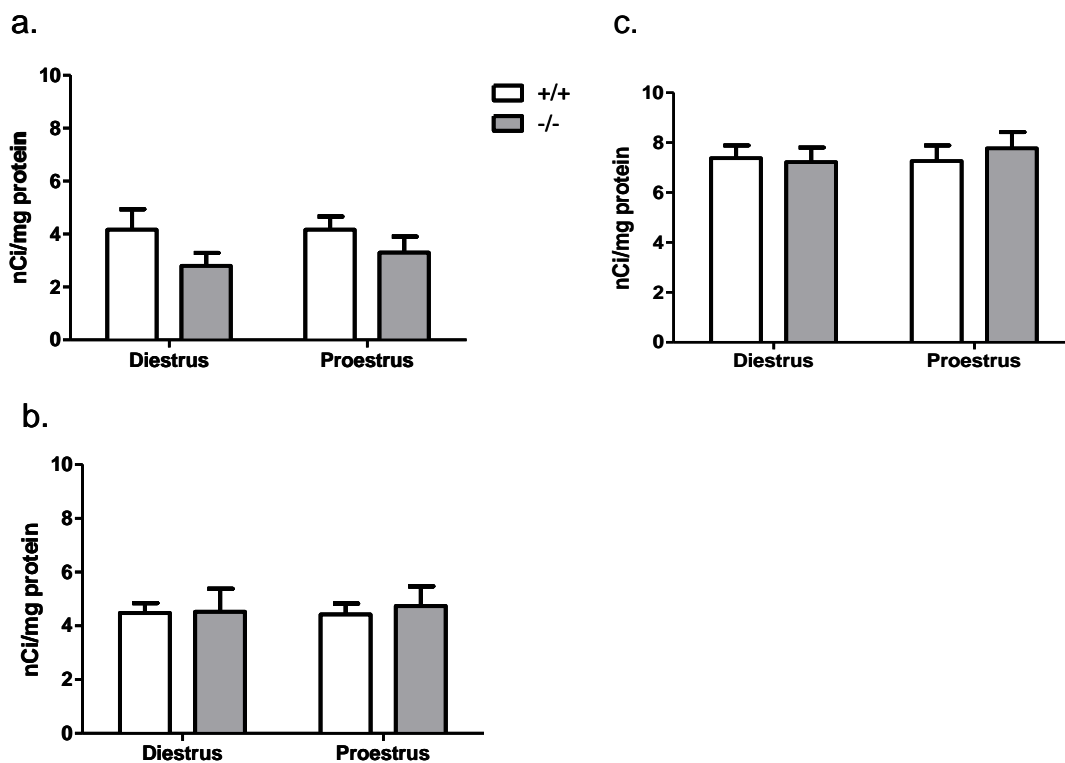 a.
10
8
6
4
2
0
nCi/mg protein
Diestrus Proestrus
+/+
-/-
c.
10
8
6
4
2
0
nCi/mg protein
Diestrus Proestrus
b.
10
8
6
4
2
0
nCi/mg protein
Diestrus Proestrus